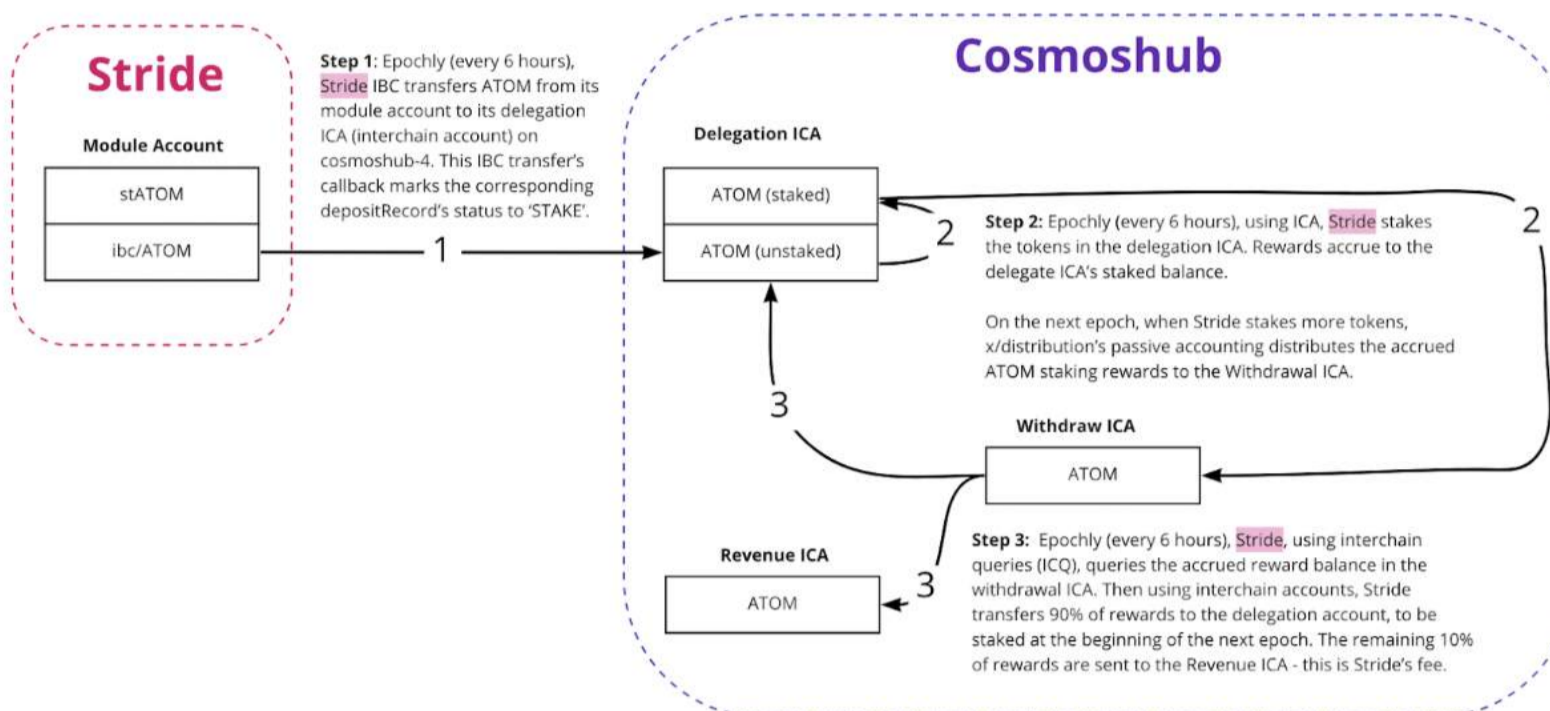 Stride
Module Account
stATOM
ibc/ATOM
Step 1: Epochly (every 6 hours),
Stride IBC transfers ATOM from its
module account to its delegation
ICA (interchain account) on
cosmoshub-4. This IBC transfer's
callback marks the corresponding
depositRecord's status to 'STAKE'.
1
Cosmoshub
Delegation ICA
ATOM (staked)
ATOM (unstaked)
2
Step 2: Epochly (every 6 hours), using ICA, Stride stakes
the tokens in the delegation ICA. Rewards accrue to the
delegate ICA's staked balance.
On the next epoch, when Stride stakes more tokens,
x/distribution's passive accounting distributes the accrued
ATOM staking rewards to the Withdrawal ICA.
2
3
Withdraw ICA
ATOM
Revenue ICA
ATOM
3
Step 3: Epochly (every 6 hours), Stride, using interchain
queries (ICQ), queries the accrued reward balance in the
withdrawal ICA. Then using interchain accounts, Stride
transfers 90% of rewards to the delegation account, to be
staked at the beginning of the next epoch. The remaining 10%
of rewards are sent to the Revenue ICA - this is Stride's fee.